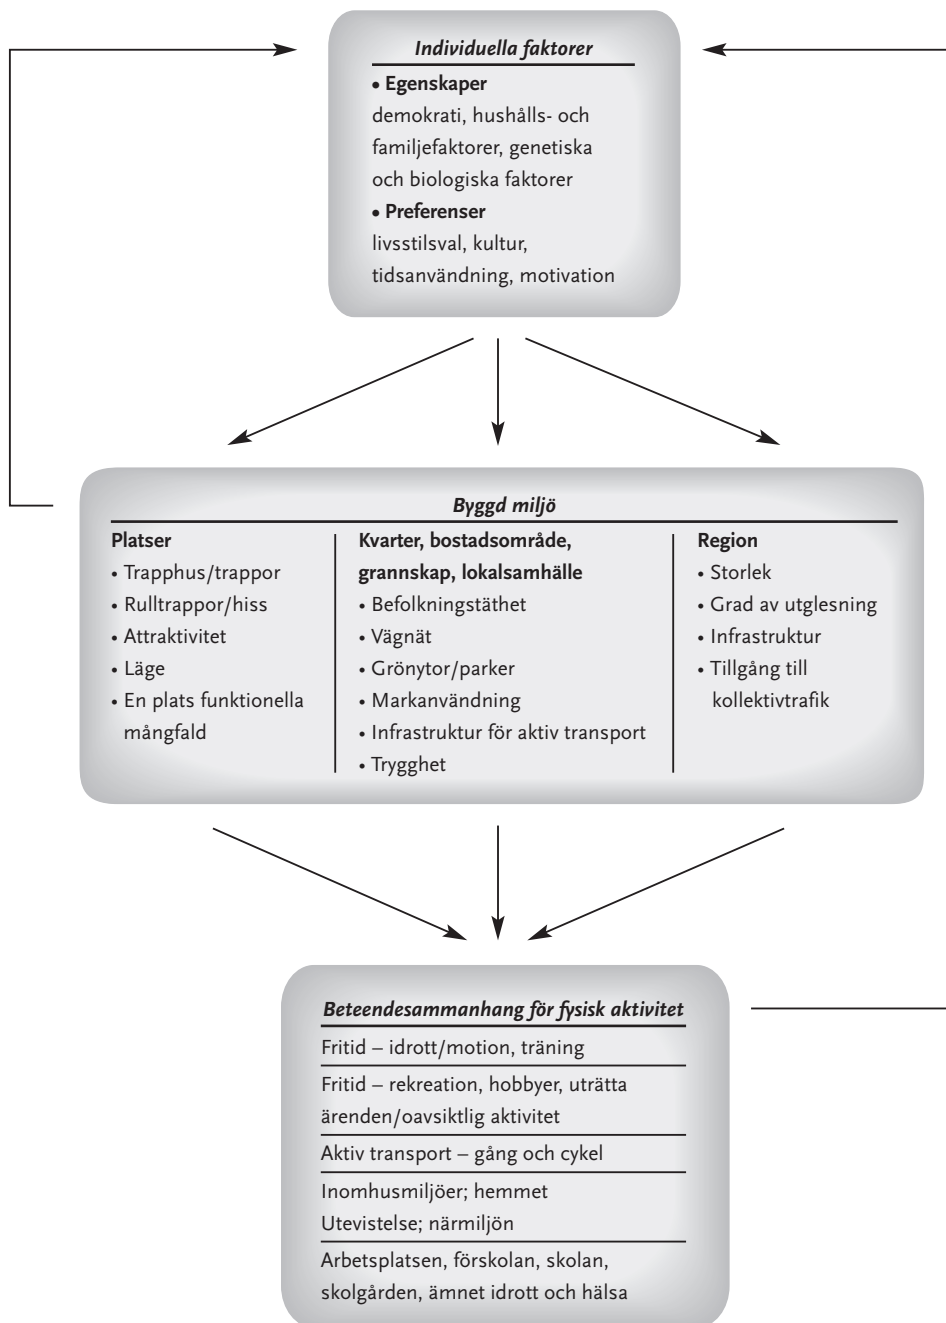 Individuella faktorer
• Egenskaper
demokrati, hushålls- och
familjefaktorer, genetiska
och biologiska faktorer
• Preferenser
livsstilsval, kultur,
tidsanvändning, motivation
Byggd miljö
Platser
• Trapphus/trappor
• Rulltrappor/hiss
• Attraktivitet
• Läge
• En plats funktionella
mångfald
Kvarter, bostadsområde,
grannskap, lokalsamhälle
• Befolkningstäthet
• Vägnät
• Grönytor/parker
• Markanvändning
• Infrastruktur för aktiv transport
• Trygghet
Region
• Storlek
• Grad av utglesning
• Infrastruktur
• Tillgång till
kollektivtrafik
Beteendesammanhang för fysisk aktivitet
Fritid – idrott/motion, träning
Fritid – rekreation, hobbyer, uträtta
ärenden/oavsiktlig aktivitet
Aktiv transport – gång och cykel
Inomhusmiljöer; hemmet
Utevistelse; närmiljön
Arbetsplatsen, förskolan, skolan,
skolgården, ämnet idrott och hälsa